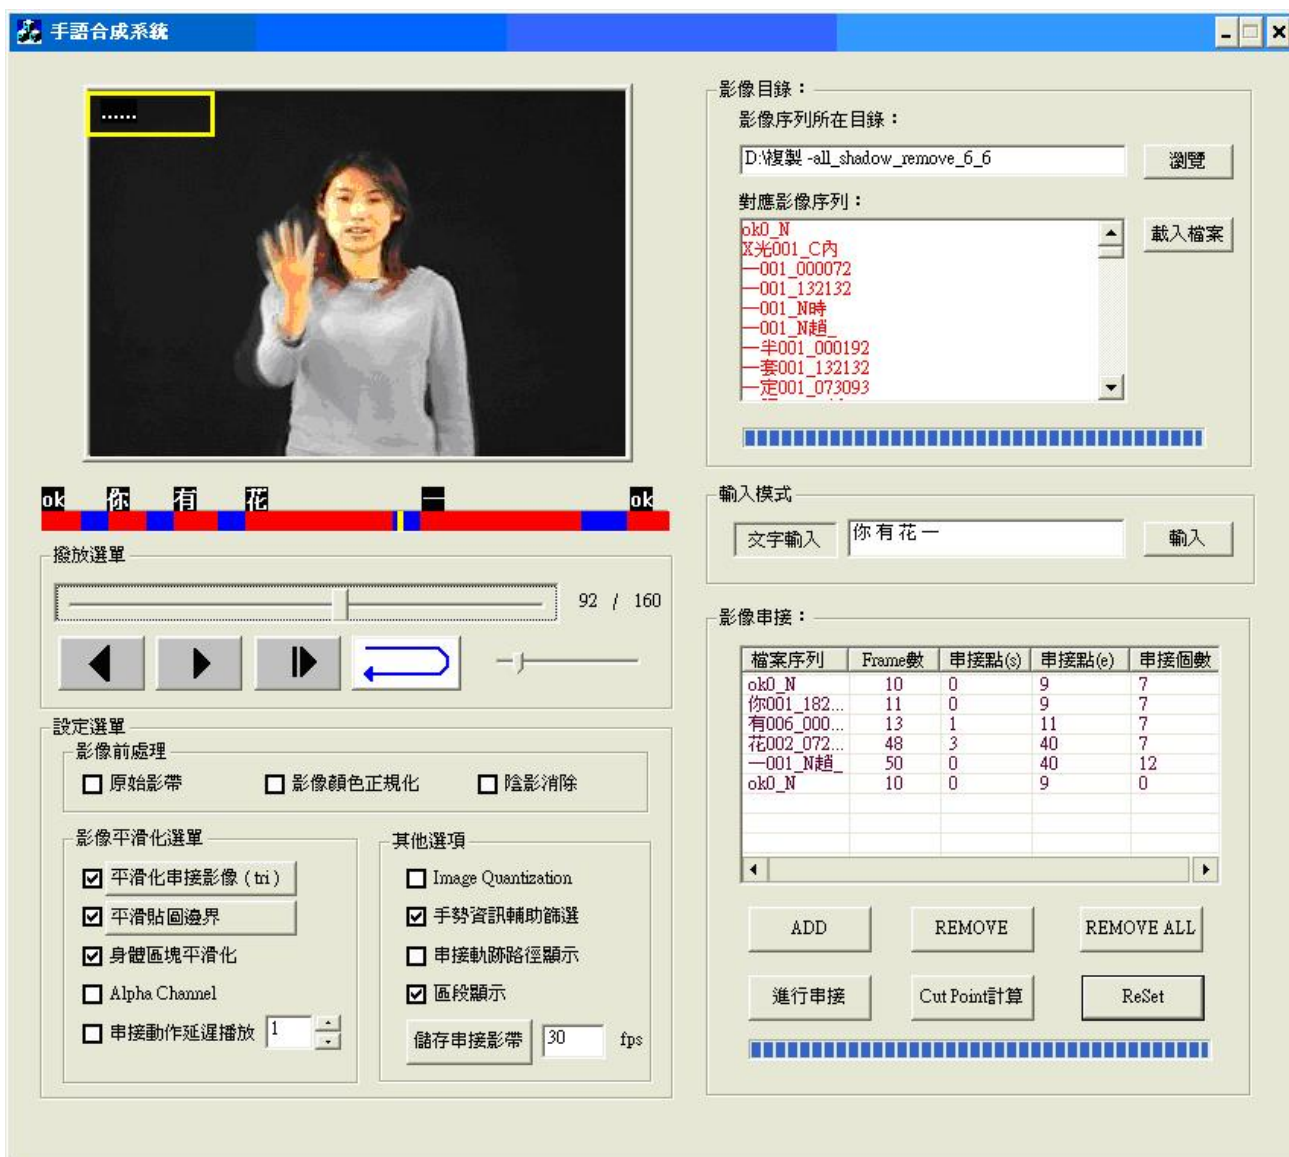 手語合成系統
......
ok 你 有 花 一 ok
撥放選單
92 / 160
設定選單
影像前處理
原始影帶 影像顏色正規化 陰影消除
影像平滑化選單
平滑化串接影像 ( tri )
平滑貼圖邊界
身體區塊平滑化
Alpha Channel
串接動作延遲播放 1
其他選項
Image Quantization
手勢資訊輔助篩選
串接軌跡路徑顯示
區段顯示
儲存串接影帶 30 fps
影像目錄：
影像序列所在目錄：
D:\複製 -all_shadow_remove_6_6 瀏覽
對應影像序列：
載入檔案
ok0_N
X光001_C內
一001_000072
一001_132132
一001_N時
一001_N趙_
一半001_000192
一套001_132132
一定001_073093
輸入模式
文字輸入 你 有 花 一 輸入
影像串接：
檔案序列 Frame數 串接點(s) 串接點(e) 串接個數
ok0_N 10 0 9 7
你001_182... 11 0 9 7
有006_000... 13 1 11 7
花002_072... 48 3 40 7
一001_N趙_ 50 0 40 12
ok0_N 10 0 9 0
ADD REMOVE REMOVE ALL
進行串接 Cut Point計算 ReSet